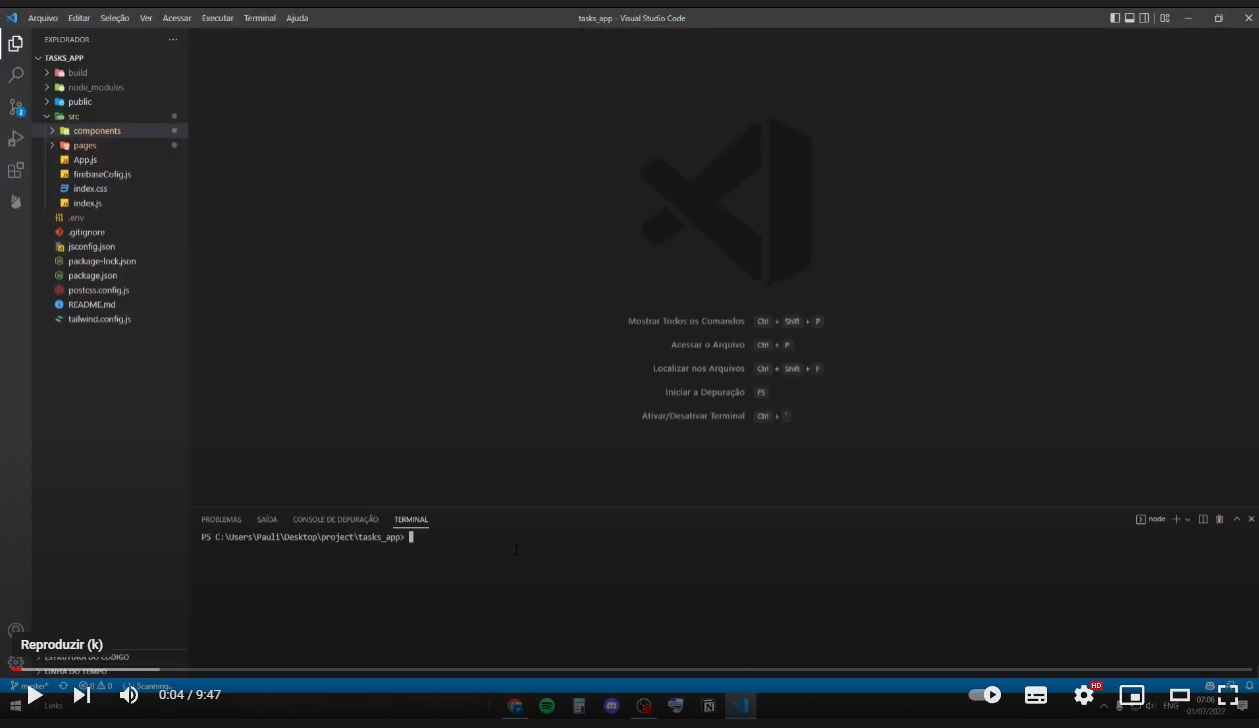 Arquivo Editar Seleção Ver Acessar Executar Terminal Ajuda
tasks_app - Visual Studio Code
EXPLORADOR
TASKS_APP
build
node_modules
public
src
components
pages
App.js
firebaseCofig.js
index.css
index.js
.env
.gitignore
jsconfig.json
package-lock.json
package.json
postcss.config.js
README.md
tailwind.config.js
Mostrar Todos os Comandos Ctrl + Shift + P
Acessar o Arquivo Ctrl + P
Localizar nos Arquivos Ctrl + Shift + F
Iniciar a Depuração F5
Ativar/Desativar Terminal Ctrl + `
PROBLEMAS SAÍDA CONSOLE DE DEPURAÇÃO TERMINAL
node
PS C:\Users\Pauli\Desktop\project\tasks_app>
Reproduzir (k)
ESTRUTURA DO CÓDIGO
LINHA DO TEMPO
master* 0 0 Scanning..
0:04 / 9:47
HD
Links
ENG
07:06
01/07/2022